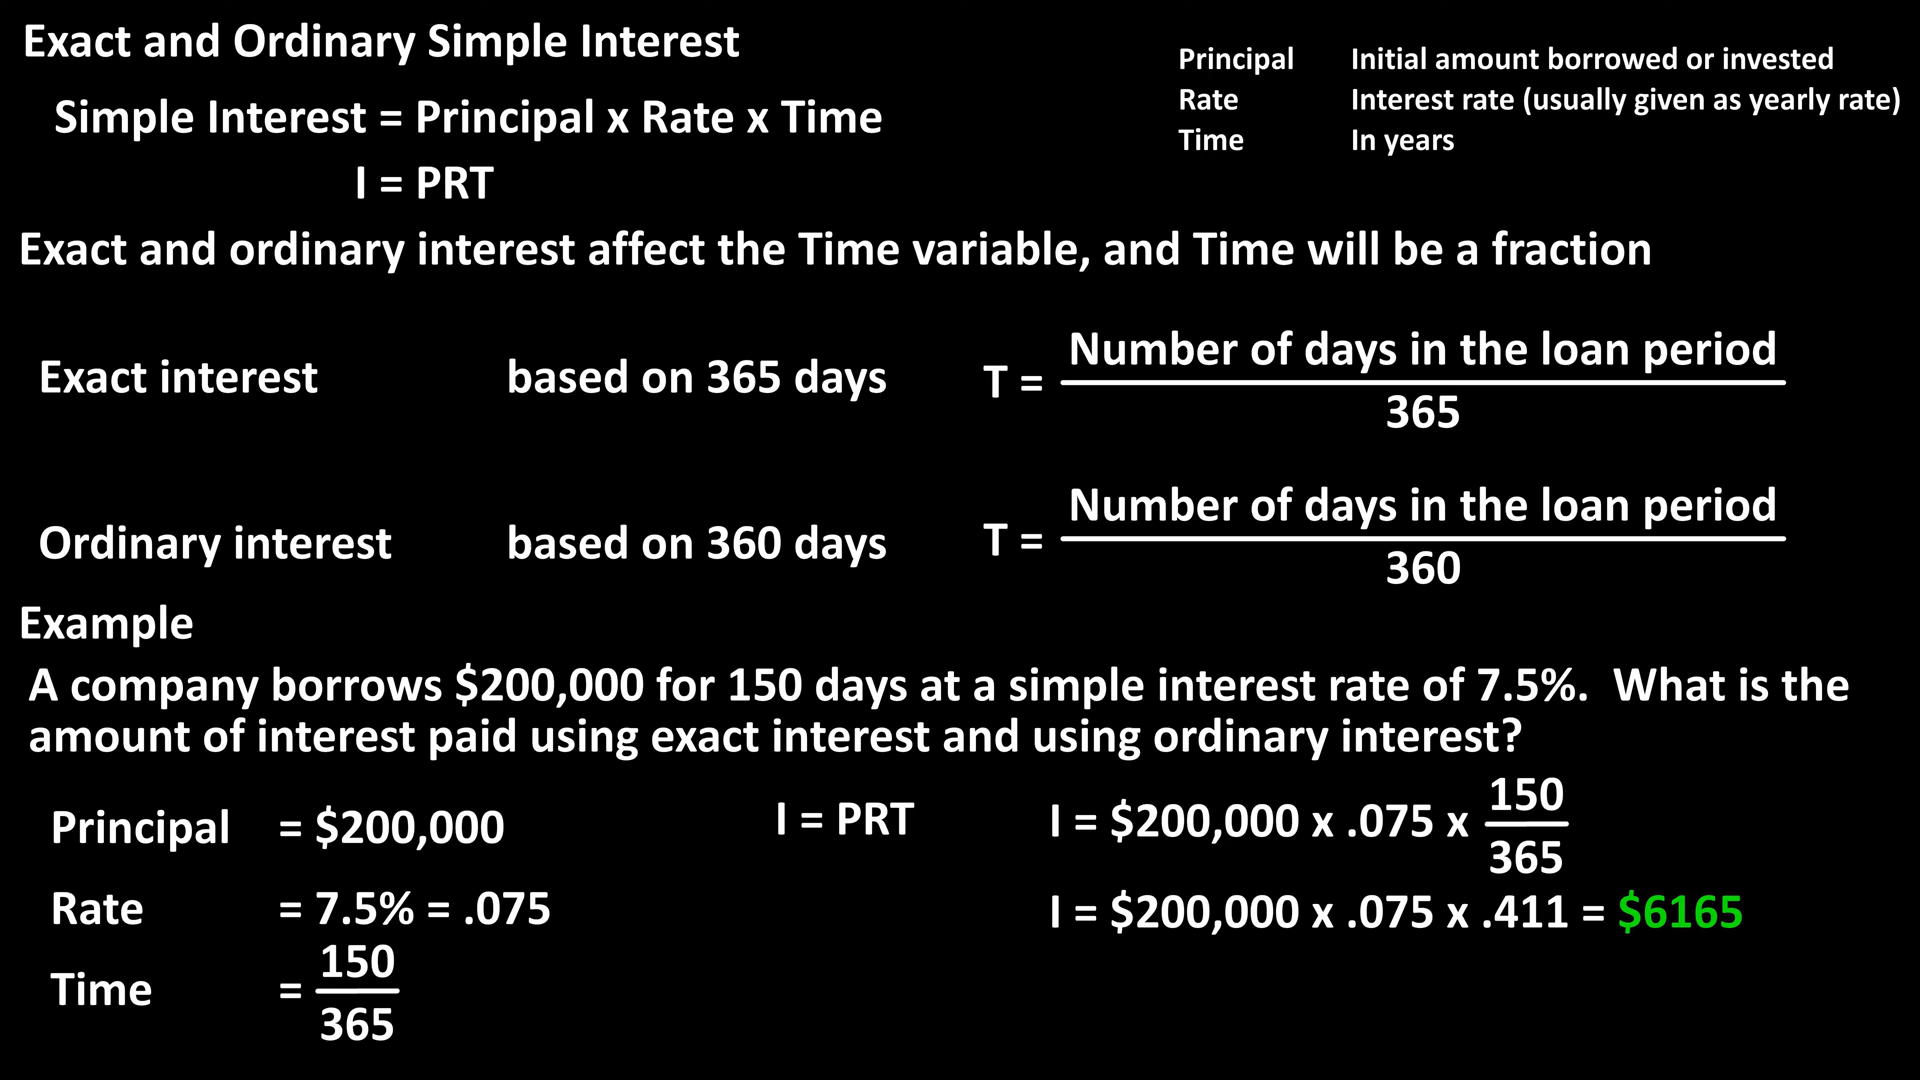 Exact and Ordinary Simple Interest
Principal Initial amount borrowed or invested
Rate Interest rate (usually given as yearly rate)
Time In years
Simple Interest = Principal x Rate x Time
I = PRT
Exact and ordinary interest affect the Time variable, and Time will be a fraction
Exact interest based on 365 days T = Number of days in the loan period
365
Ordinary interest based on 360 days T = Number of days in the loan period
360
Example
A company borrows $200,000 for 150 days at a simple interest rate of 7.5%. What is the
amount of interest paid using exact interest and using ordinary interest?
Principal = $200,000
Rate = 7.5% = .075
Time = 150
365
I = PRT
I = $200,000 x .075 x 150
365
I = $200,000 x .075 x .411 = $6165